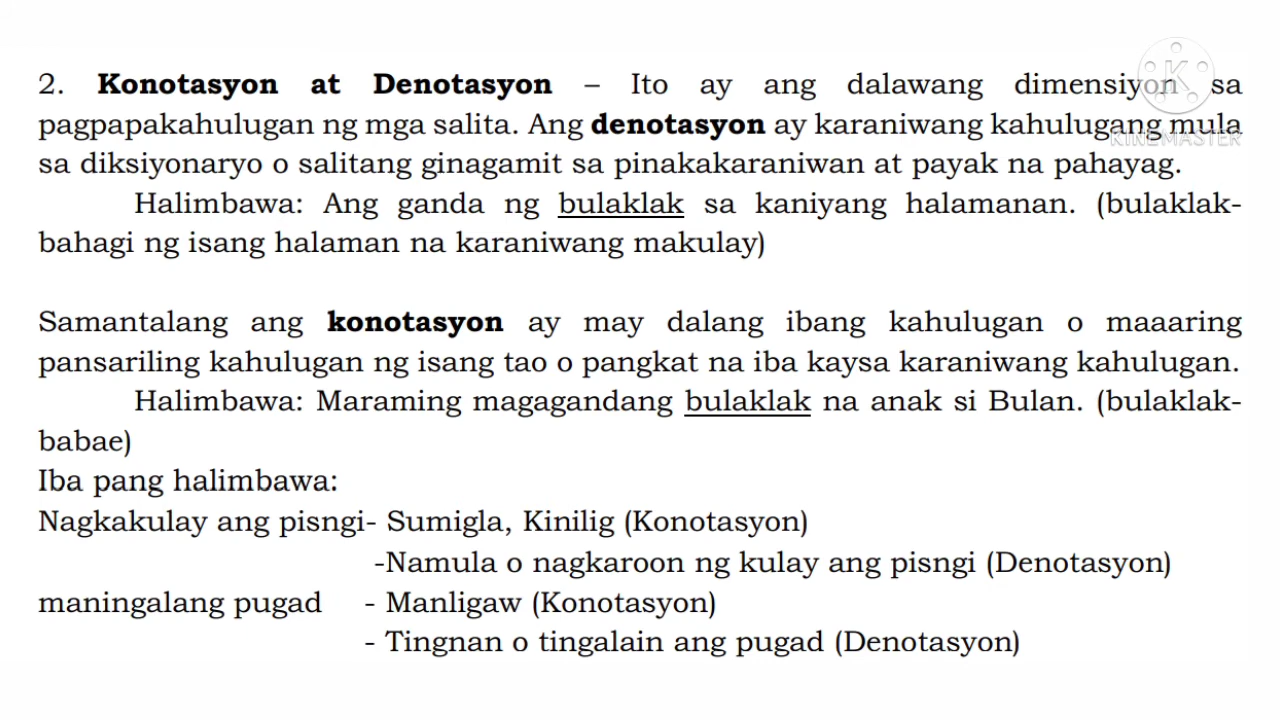 2. Konotasyon at Denotasyon – Ito ay ang dalawang dimensiyon sa
pagpapakahulugan ng mga salita. Ang denotasyon ay karaniwang kahulugang mula
sa diksiyonaryo o salitang ginagamit sa pinakakaraniwan at payak na pahayag.
Halimbawa: Ang ganda ng bulaklak sa kaniyang halamanan. (bulaklak-
bahagi ng isang halaman na karaniwang makulay)
Samantalang ang konotasyon ay may dalang ibang kahulugan o maaaring
pansariling kahulugan ng isang tao o pangkat na iba kaysa karaniwang kahulugan.
Halimbawa: Maraming magagandang bulaklak na anak si Bulan. (bulaklak-
babae)
Iba pang halimbawa:
Nagkakulay ang pisngi- Sumigla, Kinilig (Konotasyon)
-Namula o nagkaroon ng kulay ang pisngi (Denotasyon)
maningalang pugad - Manligaw (Konotasyon)
- Tingnan o tingalain ang pugad (Denotasyon)
K
KINEMASTER